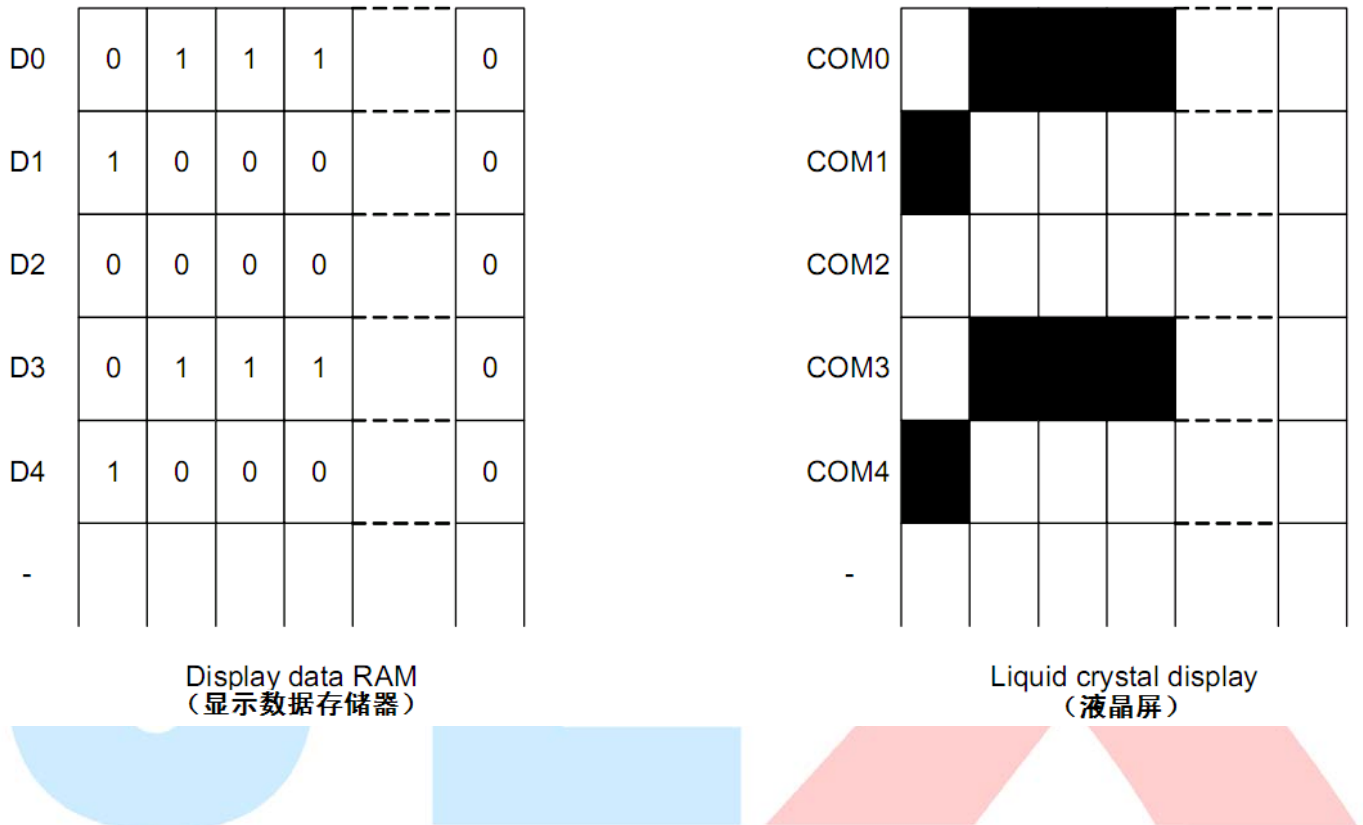 D0 0 1 1 1 0 COM0
D1 1 0 0 0 0 COM1
D2 0 0 0 0 0 COM2
D3 0 1 1 1 0 COM3
D4 1 0 0 0 0 COM4
- -
Display data RAM Liquid crystal display
（显示数据存储器） （液晶屏）